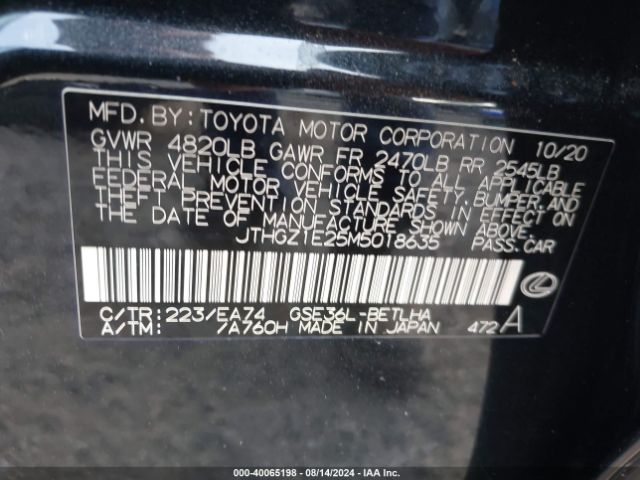 MFD. BY: TOYOTA MOTOR CORPORATION 10/20
GVWR 4820LB GAWR FR 2470LB RR 2545LB
THIS VEHICLE CONFORMS TO ALL APPLICABLE
FEDERAL MOTOR VEHICLE SAFETY, BUMPER, AND
THEFT PREVENTION STANDARDS IN EFFECT ON
THE DATE OF MANUFACTURE SHOWN ABOVE.
JTHGZ1E25M5018635 PASS.CAR
C/TR: 223/EA74 GSE36L-BETLHA
A/TM: /A760H MADE IN JAPAN 472A
000-40065198 - 08/14/2024 - IAA Inc.